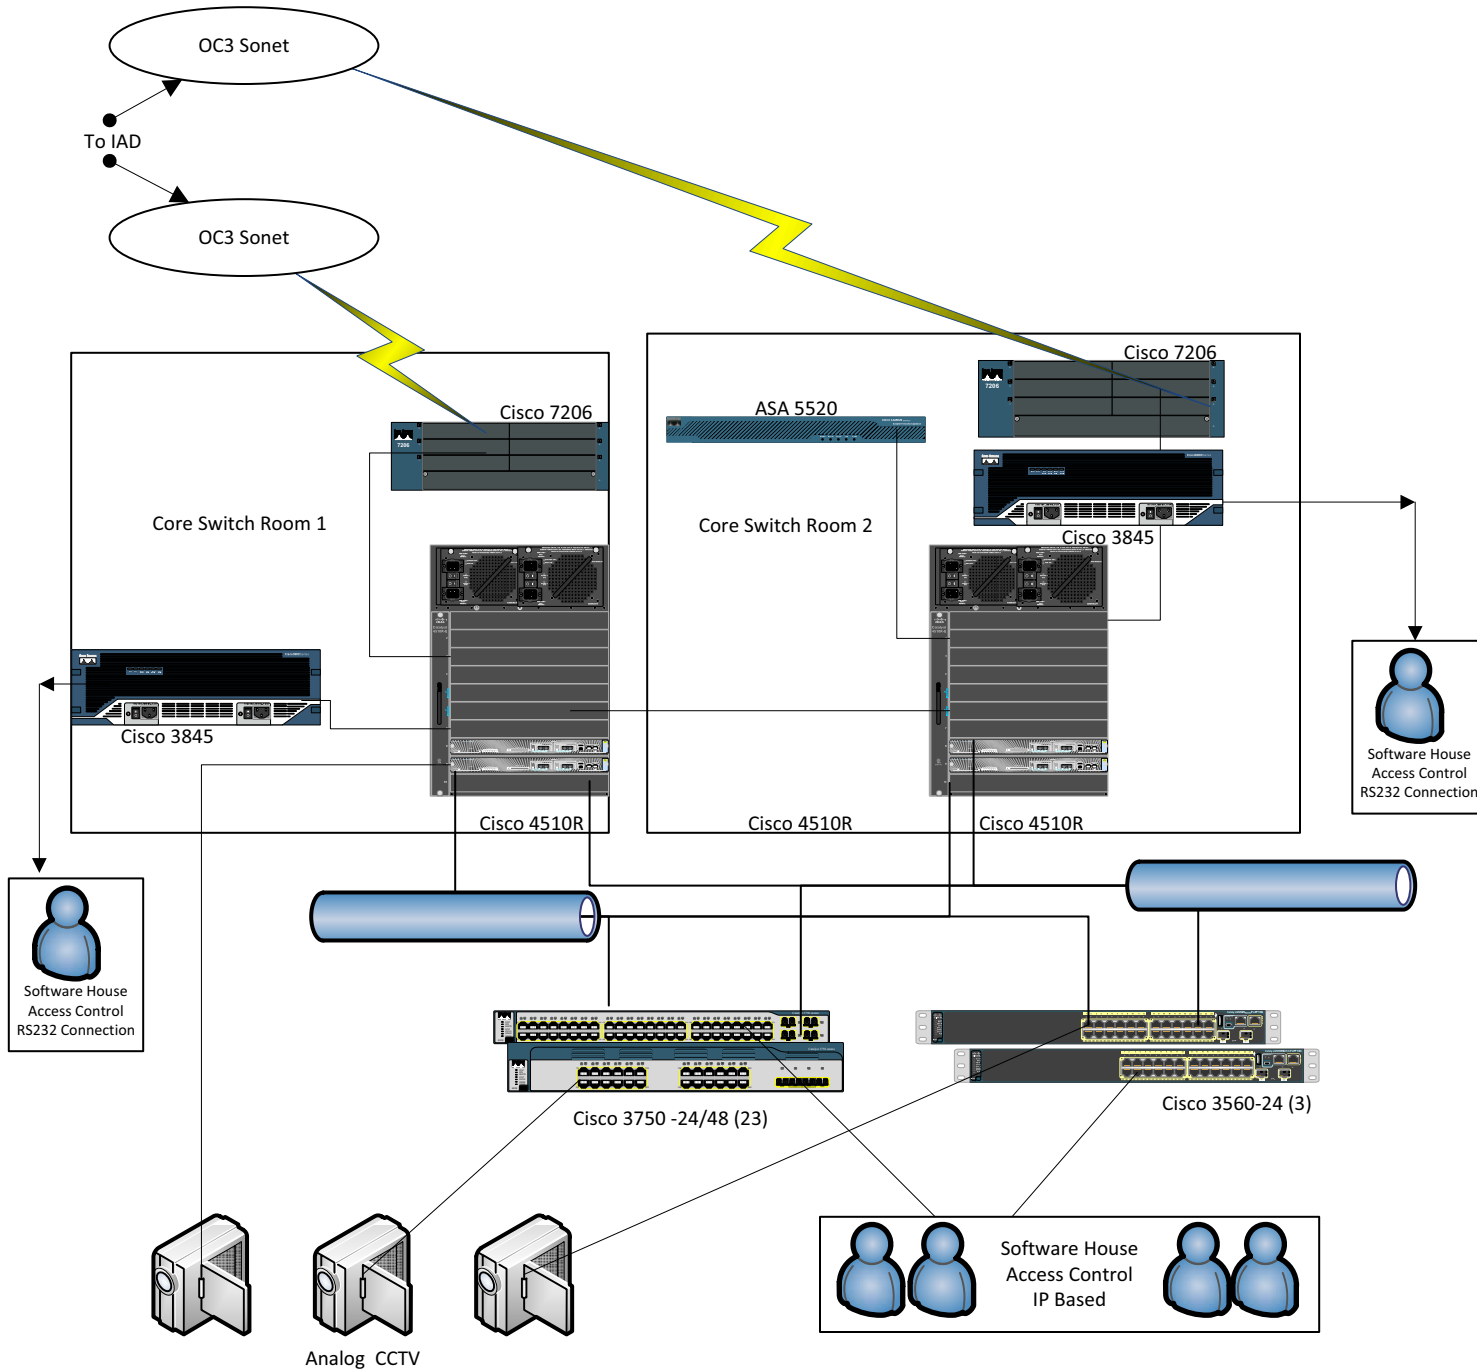 OC3 Sonet
To IAD
OC3 Sonet
Cisco 7206
7206
Core Switch Room 1
Cisco 3845
Cisco 4510R
Cisco 7206
7206
ASA 5520
Core Switch Room 2
Cisco 3845
Cisco 4510R
Cisco 4510R
Software House
Access Control
RS232 Connection
Software House
Access Control
RS232 Connection
Cisco 3750 -24/48 (23)
Cisco 3560-24 (3)
Software House
Access Control
IP Based
Analog CCTV